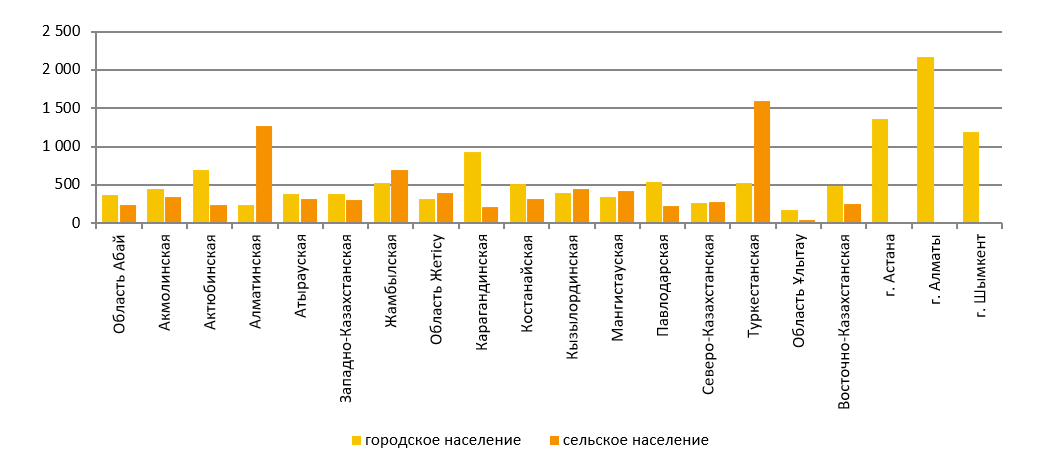 2 500
2 000
1 500
1 000
500
0
Область Абай
Акмолинская
Актюбинская
Алматинская
Атырауская
Западно-Казахстанская
Жамбылская
Область Жетісу
Карагандинская
Костанайская
Кызылординская
Мангистауская
Павлодарская
Северо-Казахстанская
Туркестанская
Область Ұлытау
Восточно-Казахстанская
г. Астана
г. Алматы
г. Шымкент
городское население
сельское население